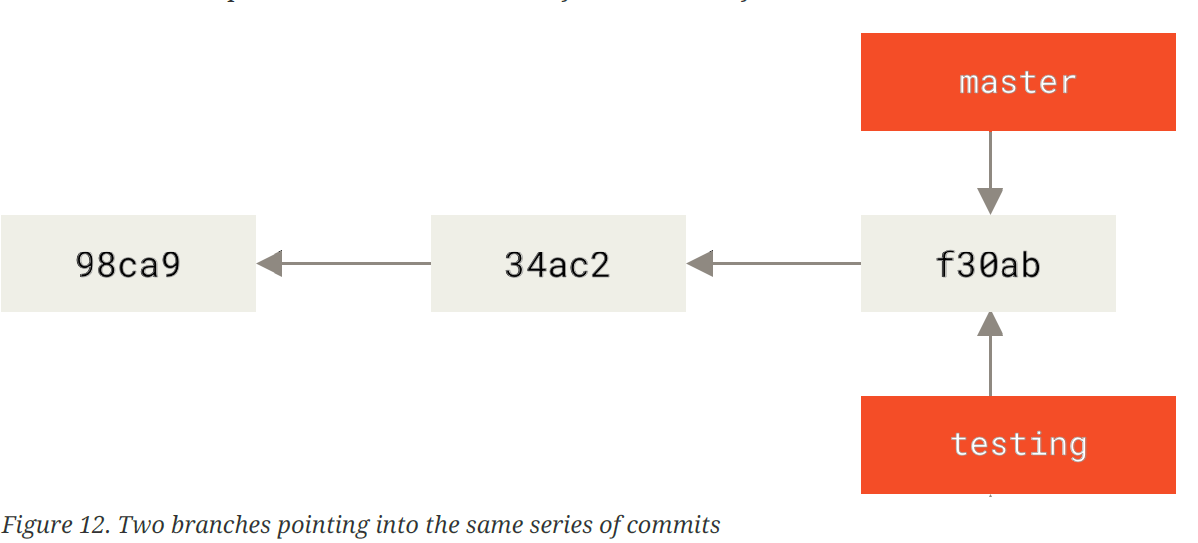 master
98ca9
34ac2
f30ab
testing
Figure 12. Two branches pointing into the same series of commits